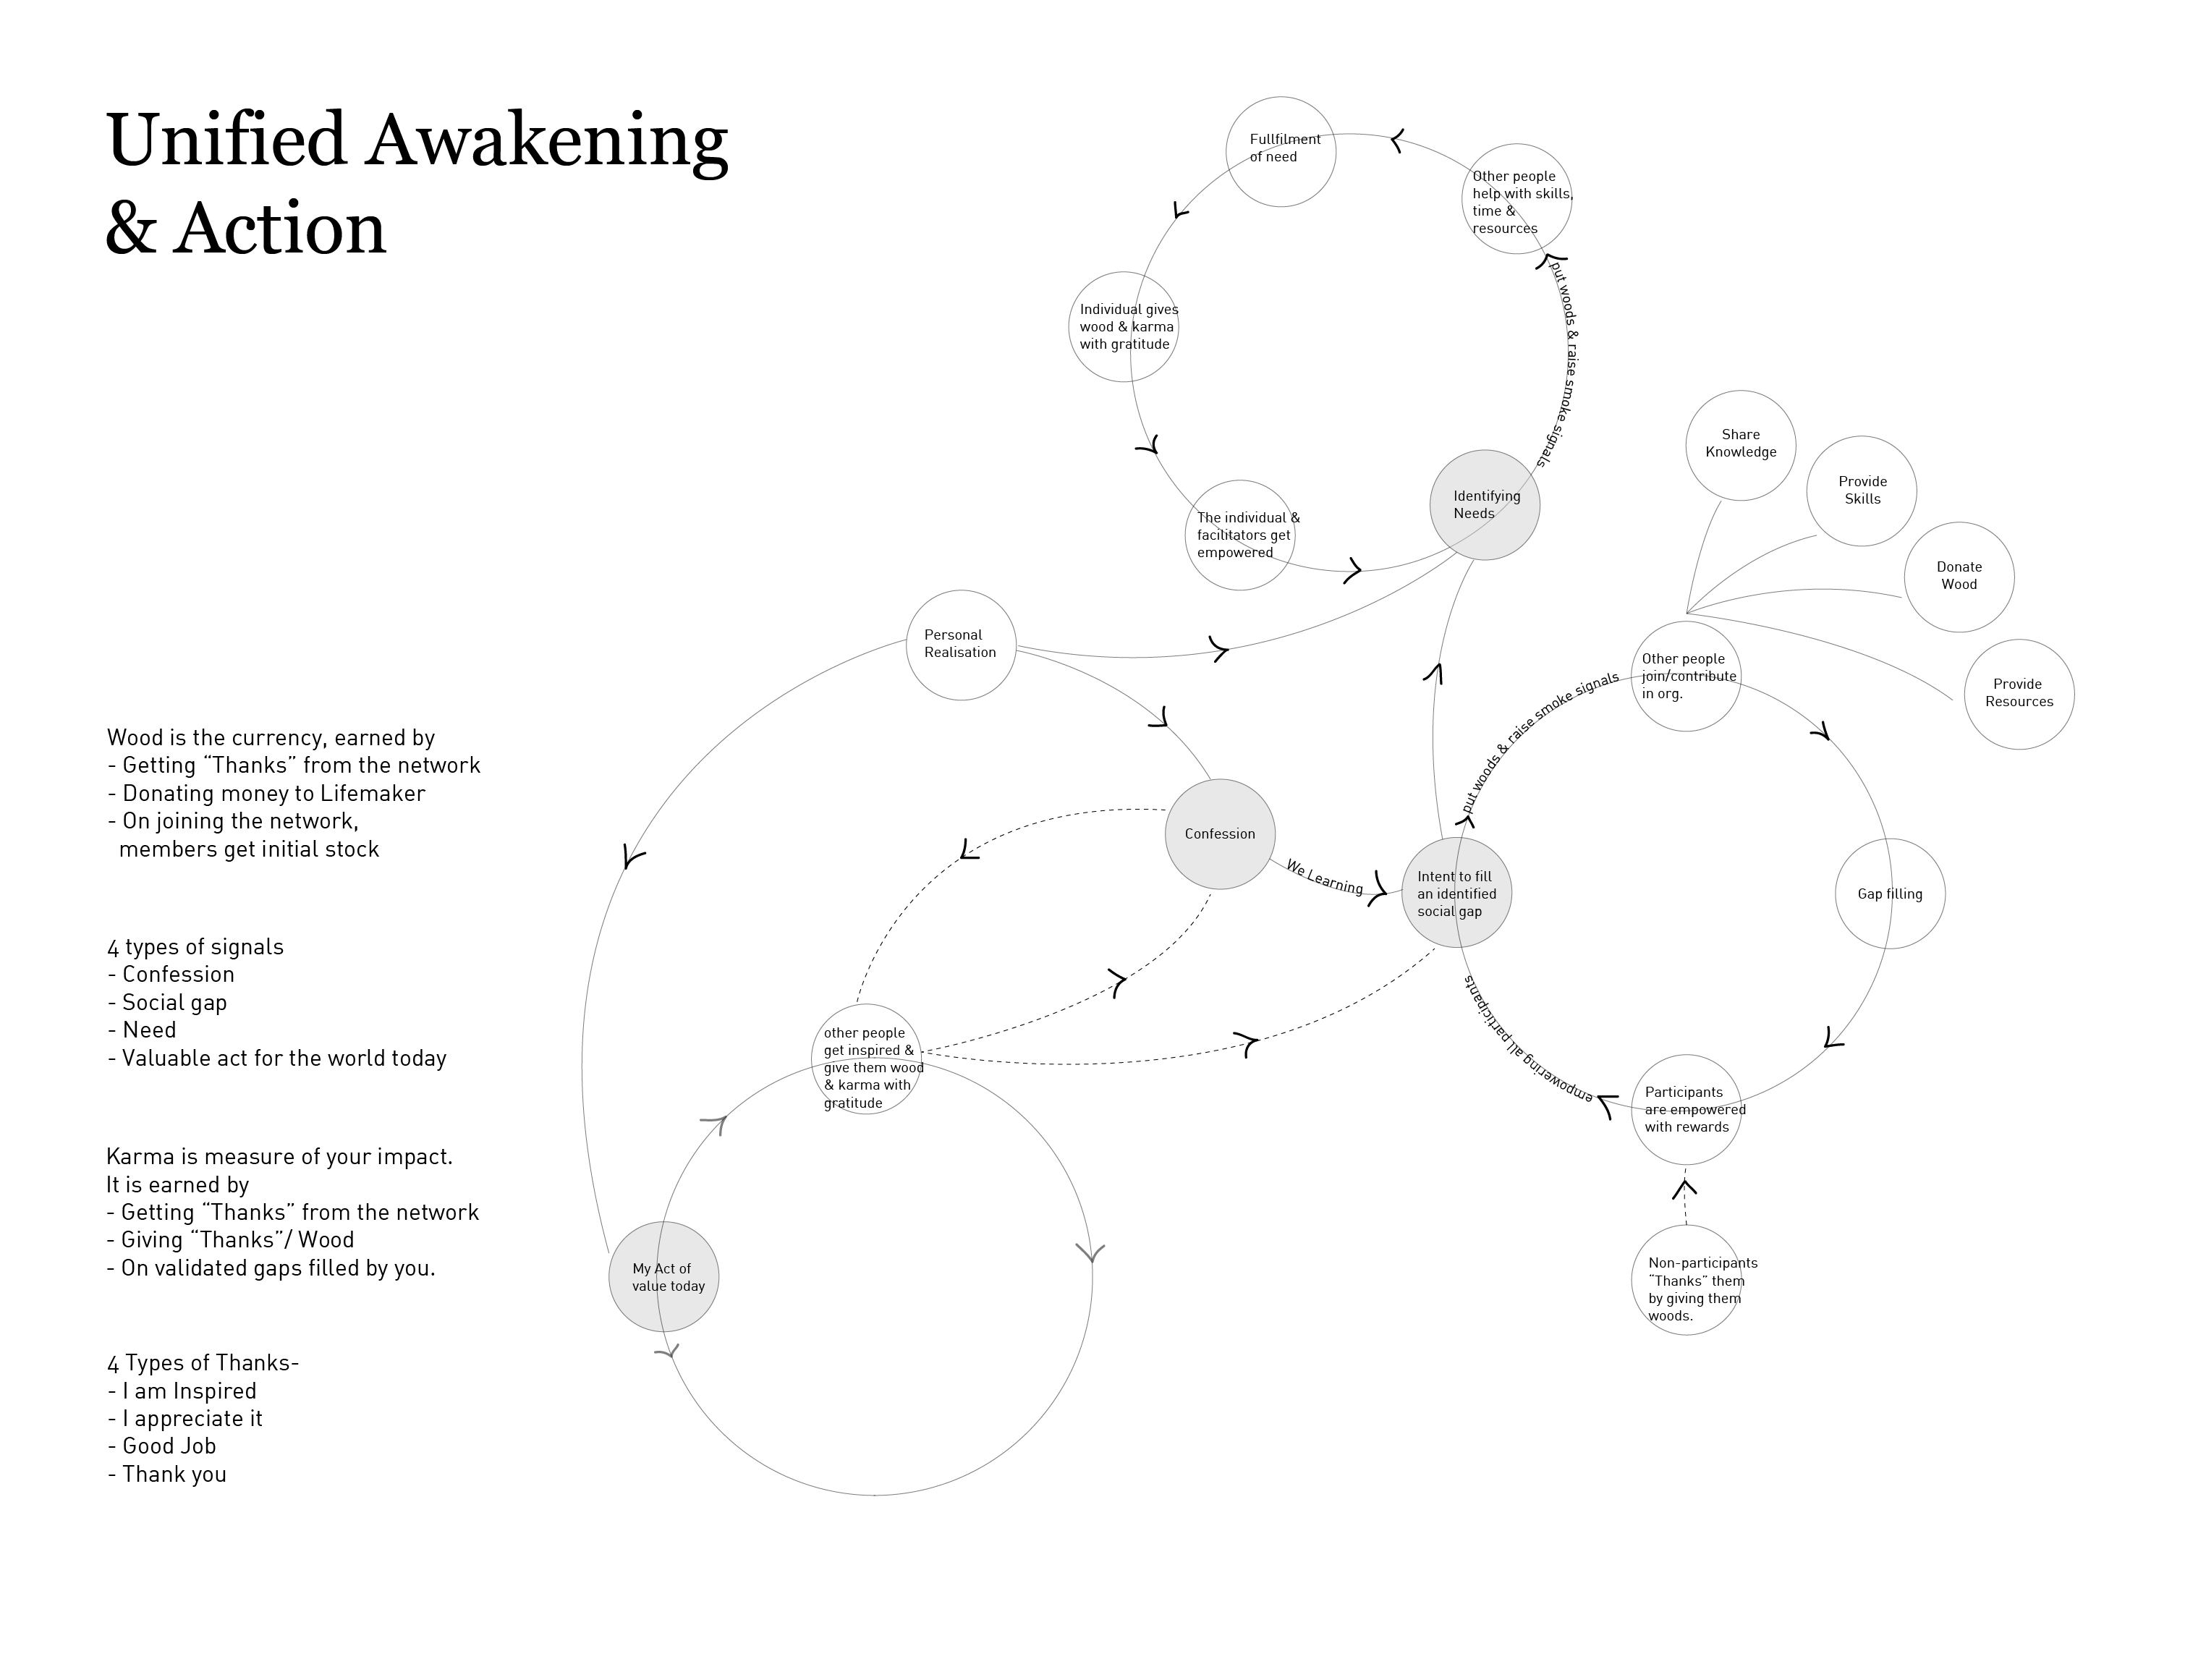 Unified Awakening
& Action
Fullfilment
of need
Other people
help with skills,
time &
resources
put woods & raise smoke signals
Individual gives
wood & karma
with gratitude
The individual &
facilitators get
empowered
Identifying
Needs
Share
Knowledge
Provide
Skills
Donate
Wood
Provide
Resources
Personal
Realisation
Other people
join/contribute
in org.
put woods & raise smoke signals
Confession
We Learning
Intent to fill
an identified
social gap
Gap filling
empowering all participants
other people
get inspired &
give them wood
& karma with
gratitude
Participants
are empowered
with rewards
My Act of
value today
Non-participants
“Thanks” them
by giving them
woods.
Wood is the currency, earned by
- Getting “Thanks” from the network
- Donating money to Lifemaker
- On joining the network,
members get initial stock
4 types of signals
- Confession
- Social gap
- Need
- Valuable act for the world today
Karma is measure of your impact.
It is earned by
- Getting “Thanks” from the network
- Giving “Thanks”/ Wood
- On validated gaps filled by you.
4 Types of Thanks-
- I am Inspired
- I appreciate it
- Good Job
- Thank you